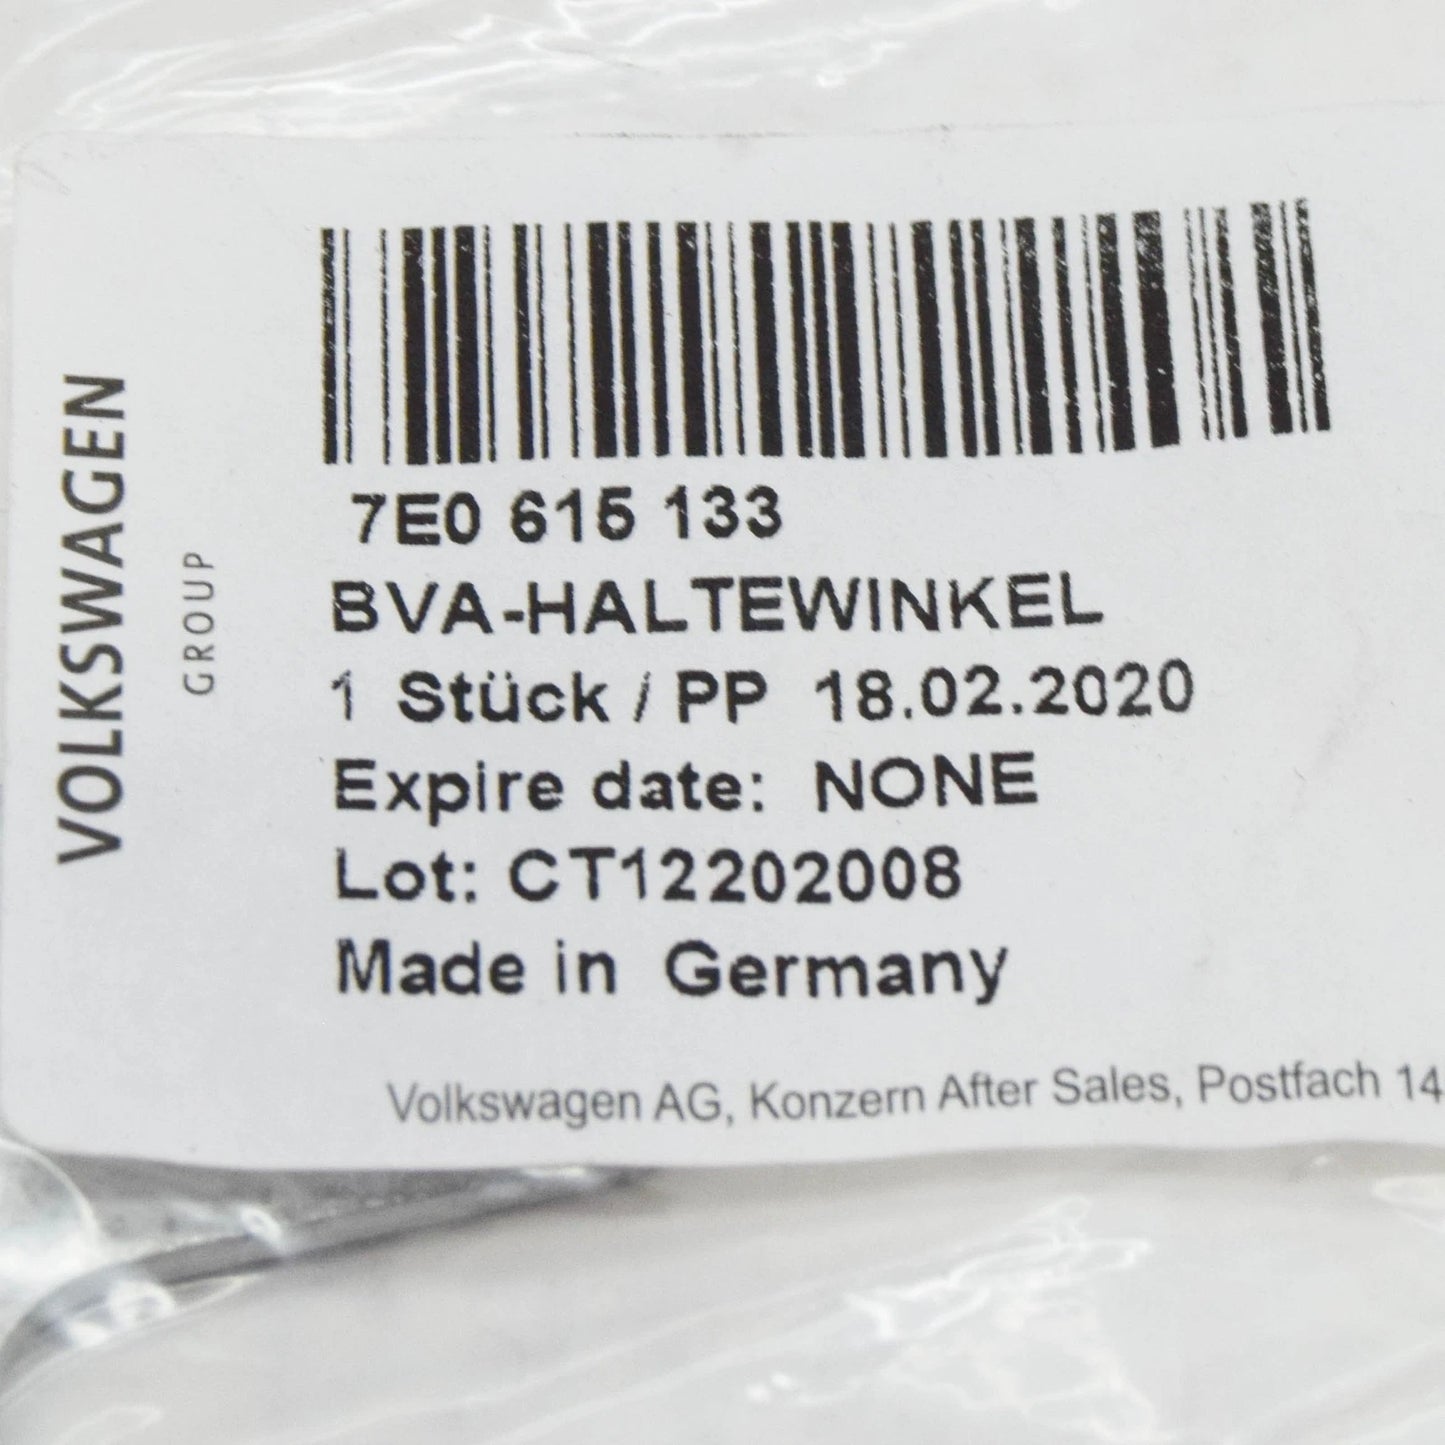 VOLKSWAGEN
GROUP
7E0 615 133
BVA-HALTEWINKEL
1 Stück / PP 18.02.2020
Expire date: NONE
Lot: CT12202008
Made in Germany
Volkswagen AG, Konzern After Sales, Postfach 14